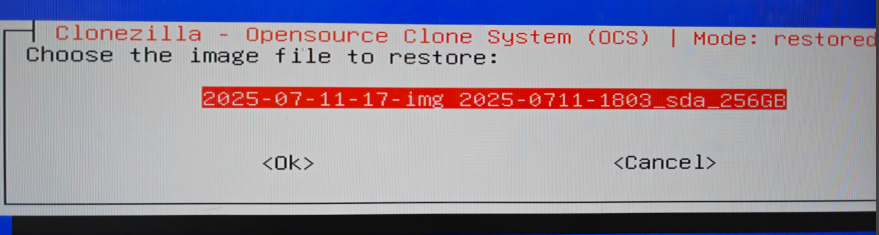 Clonezilla - Opensource Clone System (OCS) | Mode: restored
Choose the image file to restore:
2025-07-11-17-img 2025-0711-1803_sda_256GB
<Ok> <Cancel>